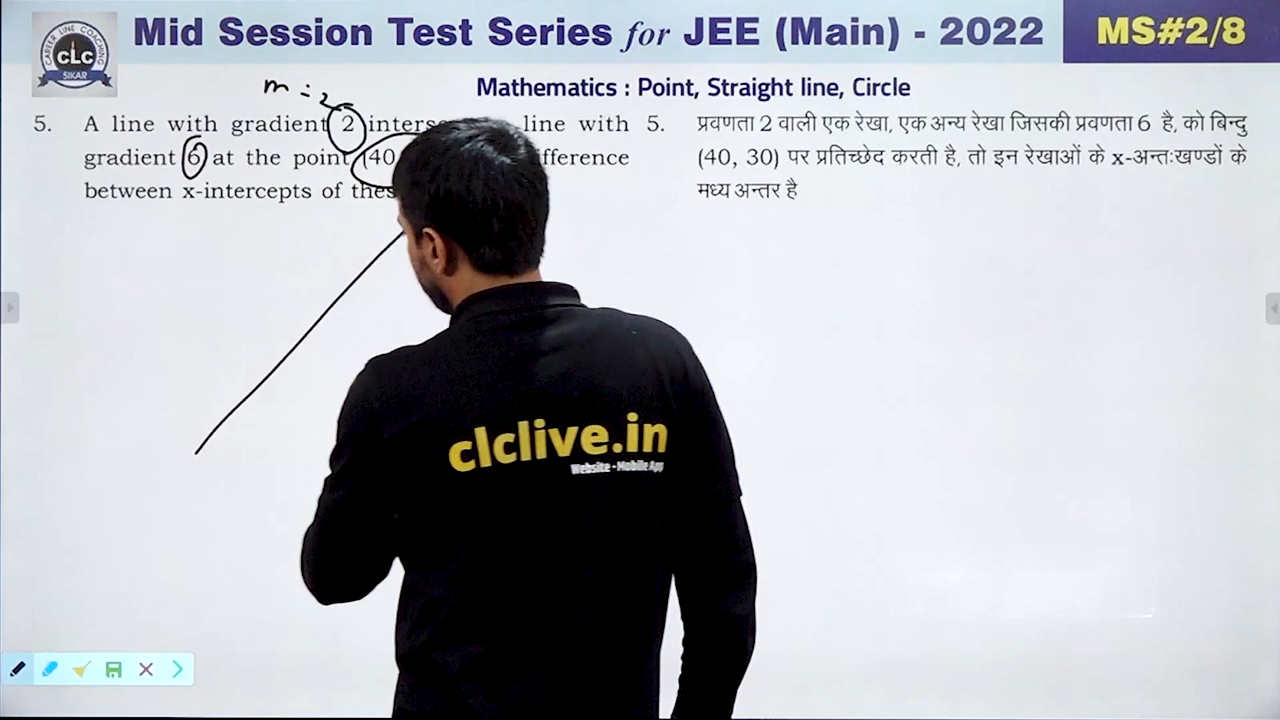 Mid Session Test Series for JEE (Main) - 2022
MS#2/8
CAREER LINE COACHING
CLC
SIKAR
Mathematics : Point, Straight line, Circle
m = 2
5. A line with gradient 2 line with
gradient 6 at the point (40
between x-intercepts of
5. प्रवणता 2 वाली एक रेखा, एक अन्य रेखा जिसकी प्रवणता 6 है, को बिन्दु
(40, 30) पर प्रतिच्छेद करती है, तो इन रेखाओं के x-अन्तःखण्डों के
मध्य अन्तर है
clclive.in
Website - Mobile App